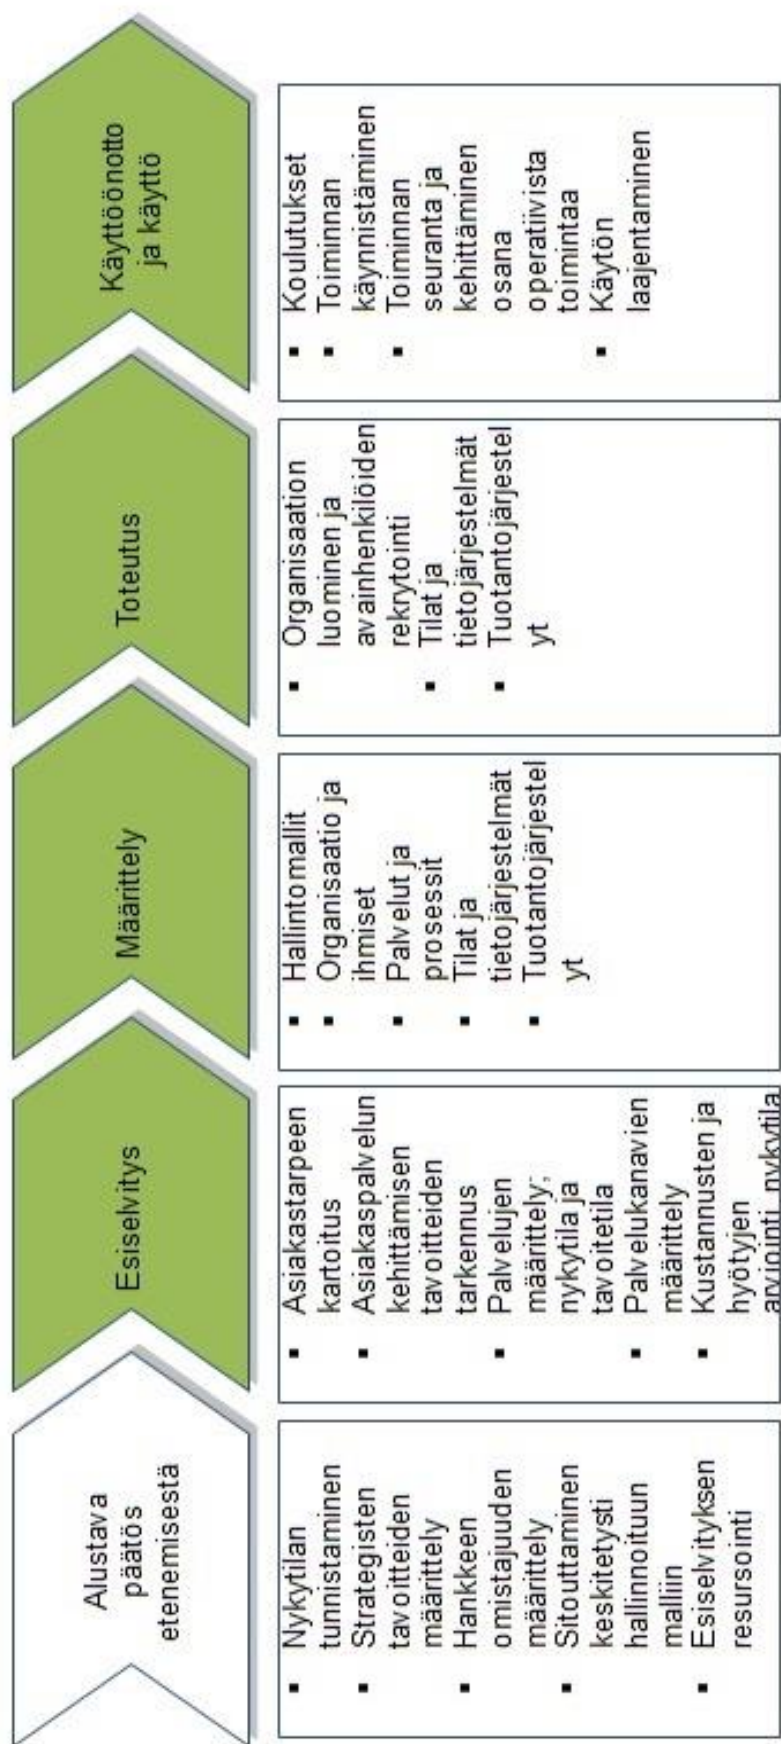 Alustava
päätös
etenemisestä
▪ Nykytilan
tunnistaminen
▪ Strategisten
tavoitteiden
määrittely
▪ Hankkeen
omistajuuden
määrittely
▪ Sitouttaminen
keskitetysti
hallinnoituun
malliin
▪ Esiselvityksen
resursointi
Esiselvitys
▪ Asiakastarpeen
kartoitus
▪ Asiakaspalvelun
kehittämisen
tavoitteiden
tarkennus
▪ Palvelujen
määrittely;
nykytila ja
tavoitetila
▪ Palvelukanavien
määrittely
▪ Kustannusten ja
hyötyjen
arviointi, nykytila
Määrittely
▪ Hallintomallit
▪ Organisaatio ja
ihmiset
▪ Palvelut ja
prosessit
▪ Tilat ja
tietojärjestelmät
▪ Tuotantojärjestel
yt
Toteutus
▪ Organisaation
luominen ja
avainhenkilöiden
rekrytointi
▪ Tilat ja
tietojärjestelmät
▪ Tuotantojärjestel
yt
Käyttöönotto
ja käyttö
▪ Koulutukset
▪ Toiminnan
käynnistäminen
▪ Toiminnan
seuranta ja
kehittäminen
osana
operatiivista
toimintaa
▪ Käytön
laajentaminen